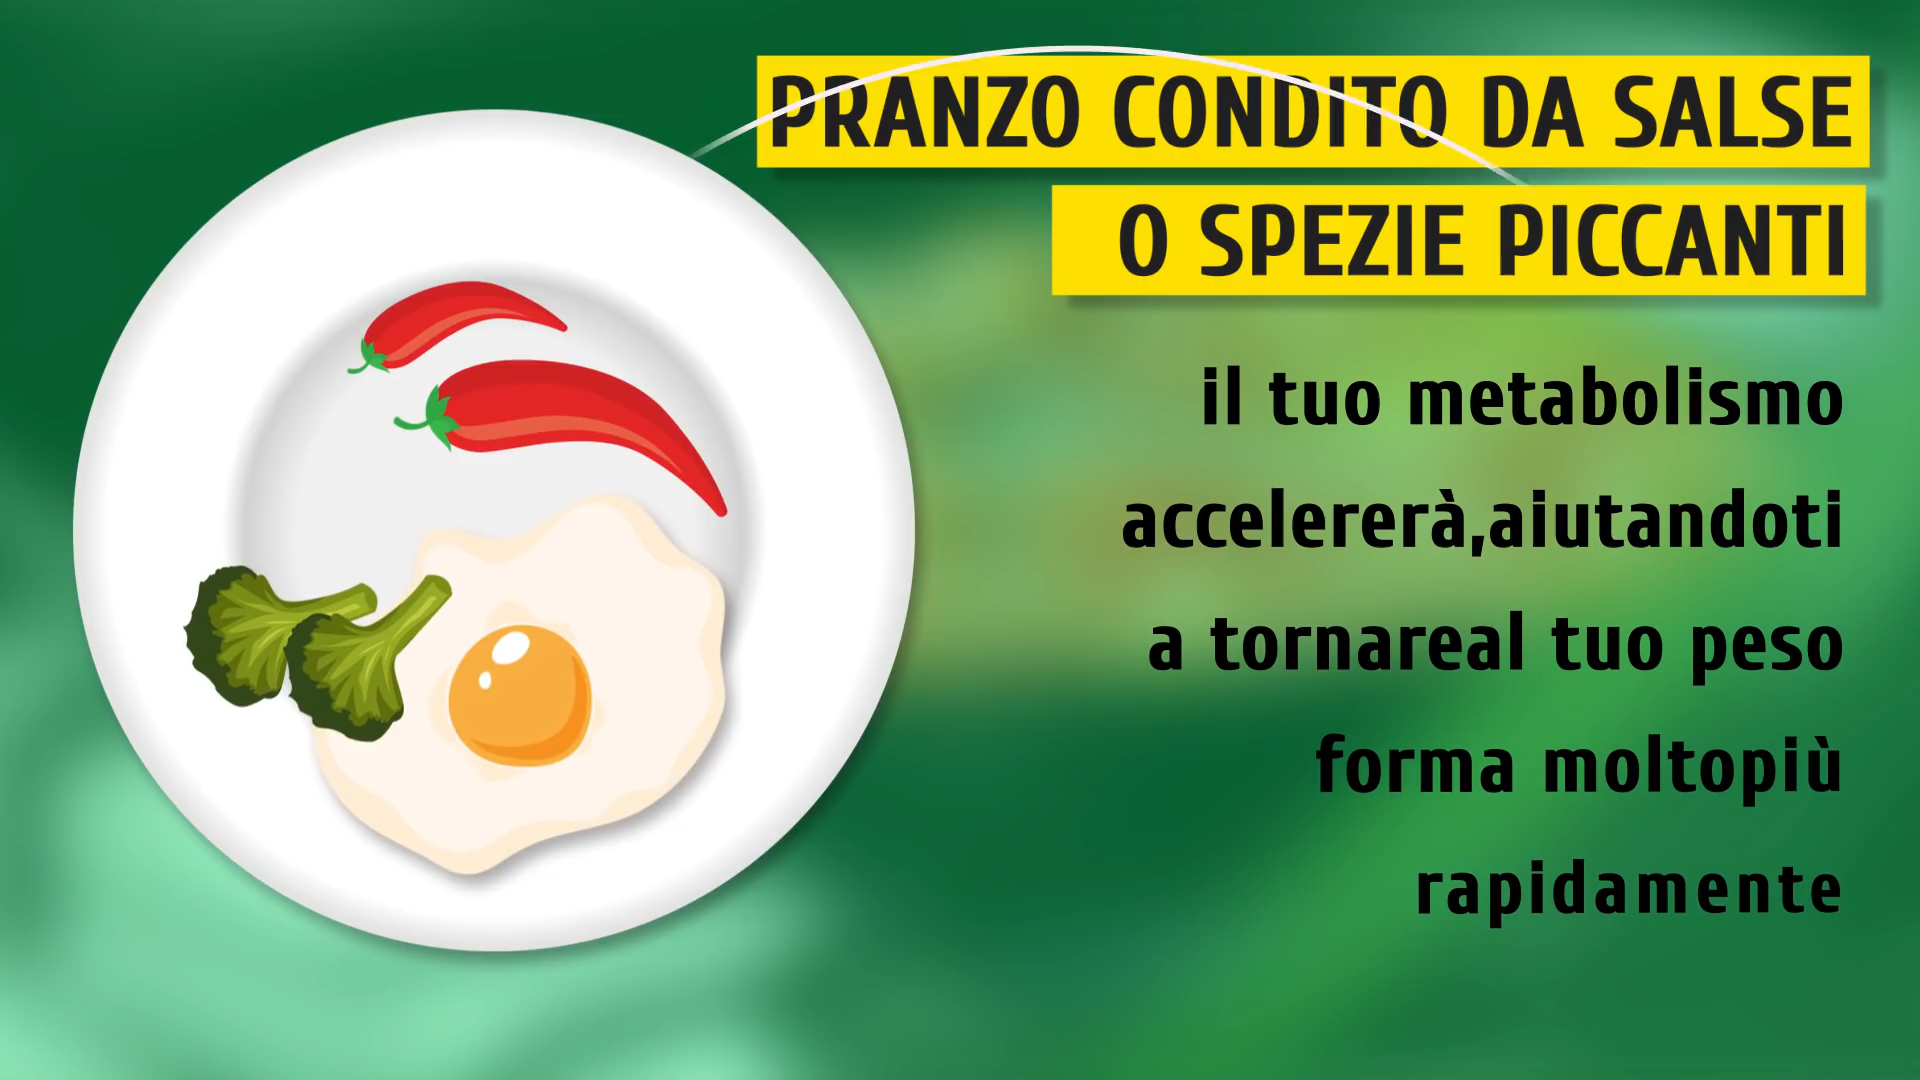 PRANZO CONDITO DA SALSE
O SPEZIE PICCANTI
il tuo metabolismo
accelererà,aiutandoti
a tornareal tuo peso
forma moltopiù
rapidamente